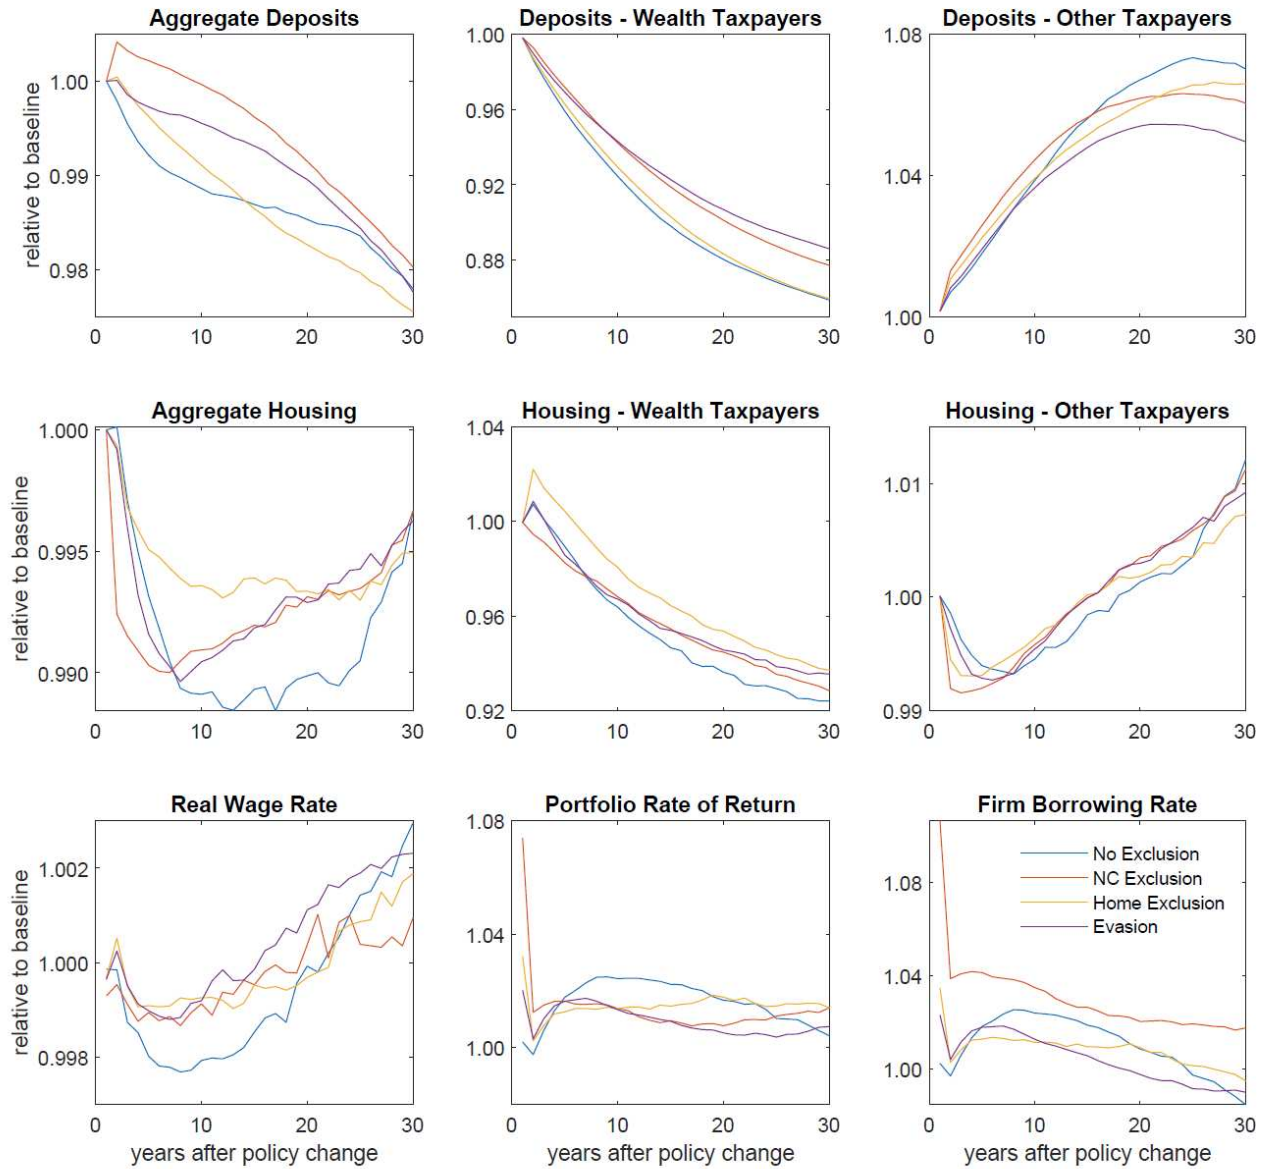 Aggregate Deposits
Deposits - Wealth Taxpayers
Deposits - Other Taxpayers
relative to baseline
1.00
0.99
0.98
0 10 20 30
1.00
0.96
0.92
0.88
0 10 20 30
1.08
1.04
1.00
0 10 20 30
Aggregate Housing
Housing - Wealth Taxpayers
Housing - Other Taxpayers
relative to baseline
1.000
0.995
0.990
0 10 20 30
1.04
1.00
0.96
0.92
0 10 20 30
1.01
1.00
0.99
0 10 20 30
Real Wage Rate
Portfolio Rate of Return
Firm Borrowing Rate
relative to baseline
1.002
1.000
0.998
0 10 20 30
years after policy change
1.08
1.04
1.00
0 10 20 30
years after policy change
1.08
1.04
1.00
No Exclusion
NC Exclusion
Home Exclusion
Evasion
0 10 20 30
years after policy change